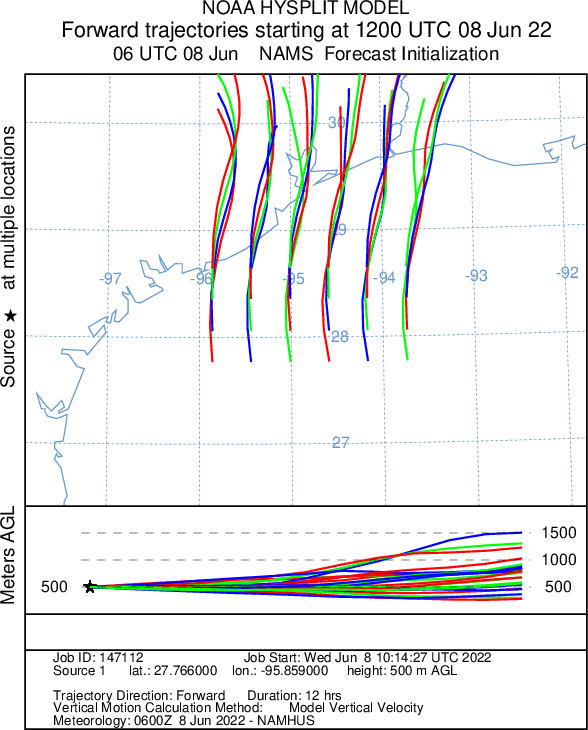 NOAA HYSPLIT MODEL
Forward trajectories starting at 1200 UTC 08 Jun 22
06 UTC 08 Jun NAMS Forecast Initialization
Source ★ at multiple locations
30
29
-97 -96 -95 -94 -93 -92
28
27
Meters AGL
1500
1000
500 500
Job ID: 147112 Job Start: Wed Jun 8 10:14:27 UTC 2022
Source 1 lat.: 27.766000 lon.: -95.859000 height: 500 m AGL
Trajectory Direction: Forward Duration: 12 hrs
Vertical Motion Calculation Method: Model Vertical Velocity
Meteorology: 0600Z 8 Jun 2022 - NAMHUS